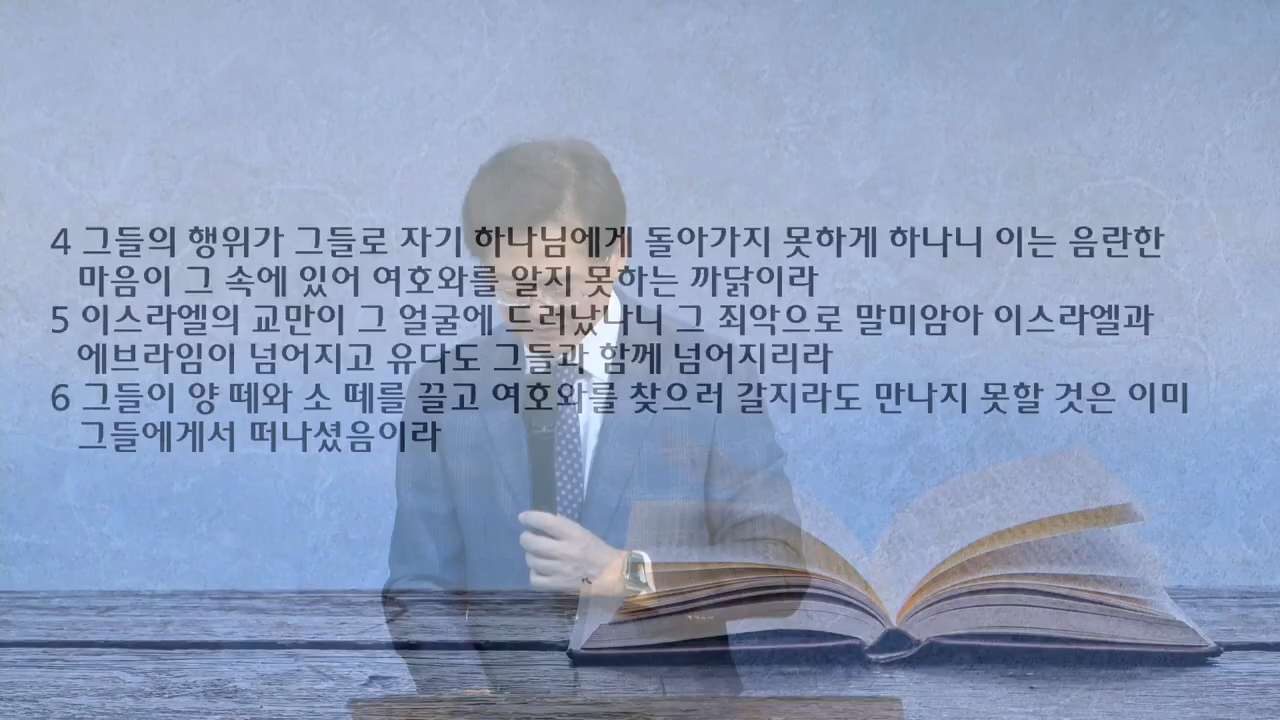 4 그들의 행위가 그들로 자기 하나님에게 돌아가지 못하게 하나니 이는 음란한
마음이 그 속에 있어 여호와를 알지 못하는 까닭이라
5 이스라엘의 교만이 그 얼굴에 드러났나니 그 죄악으로 말미암아 이스라엘과
에브라임이 넘어지고 유다도 그들과 함께 넘어지리라
6 그들이 양 떼와 소 떼를 끌고 여호와를 찾으러 갈지라도 만나지 못할 것은 이미
그들에게서 떠나셨음이라